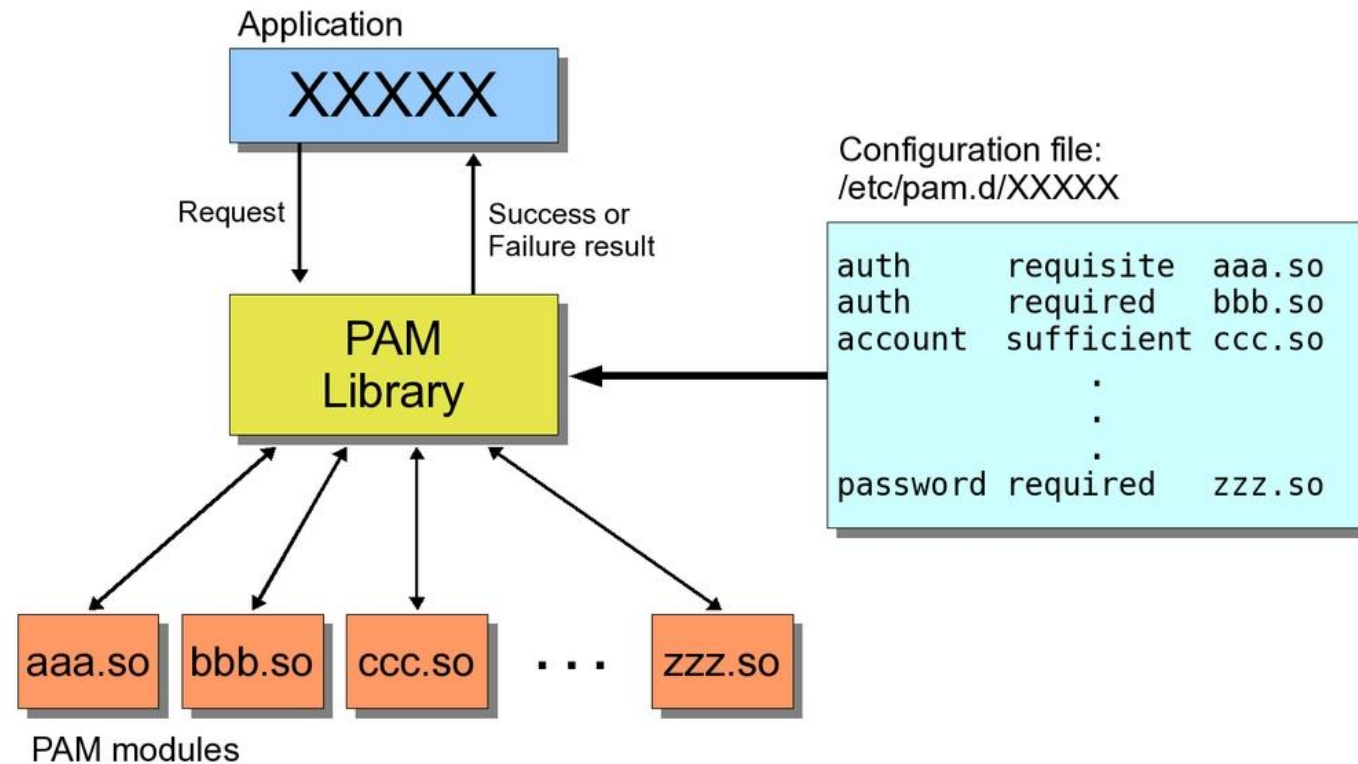 Application
XXXXX
Request
Success or
Failure result
PAM
Library
Configuration file:
/etc/pam.d/XXXXX
auth requisite aaa.so
auth required bbb.so
account sufficient ccc.so
.
.
.
password required zzz.so
aaa.so bbb.so ccc.so ... zzz.so
PAM modules